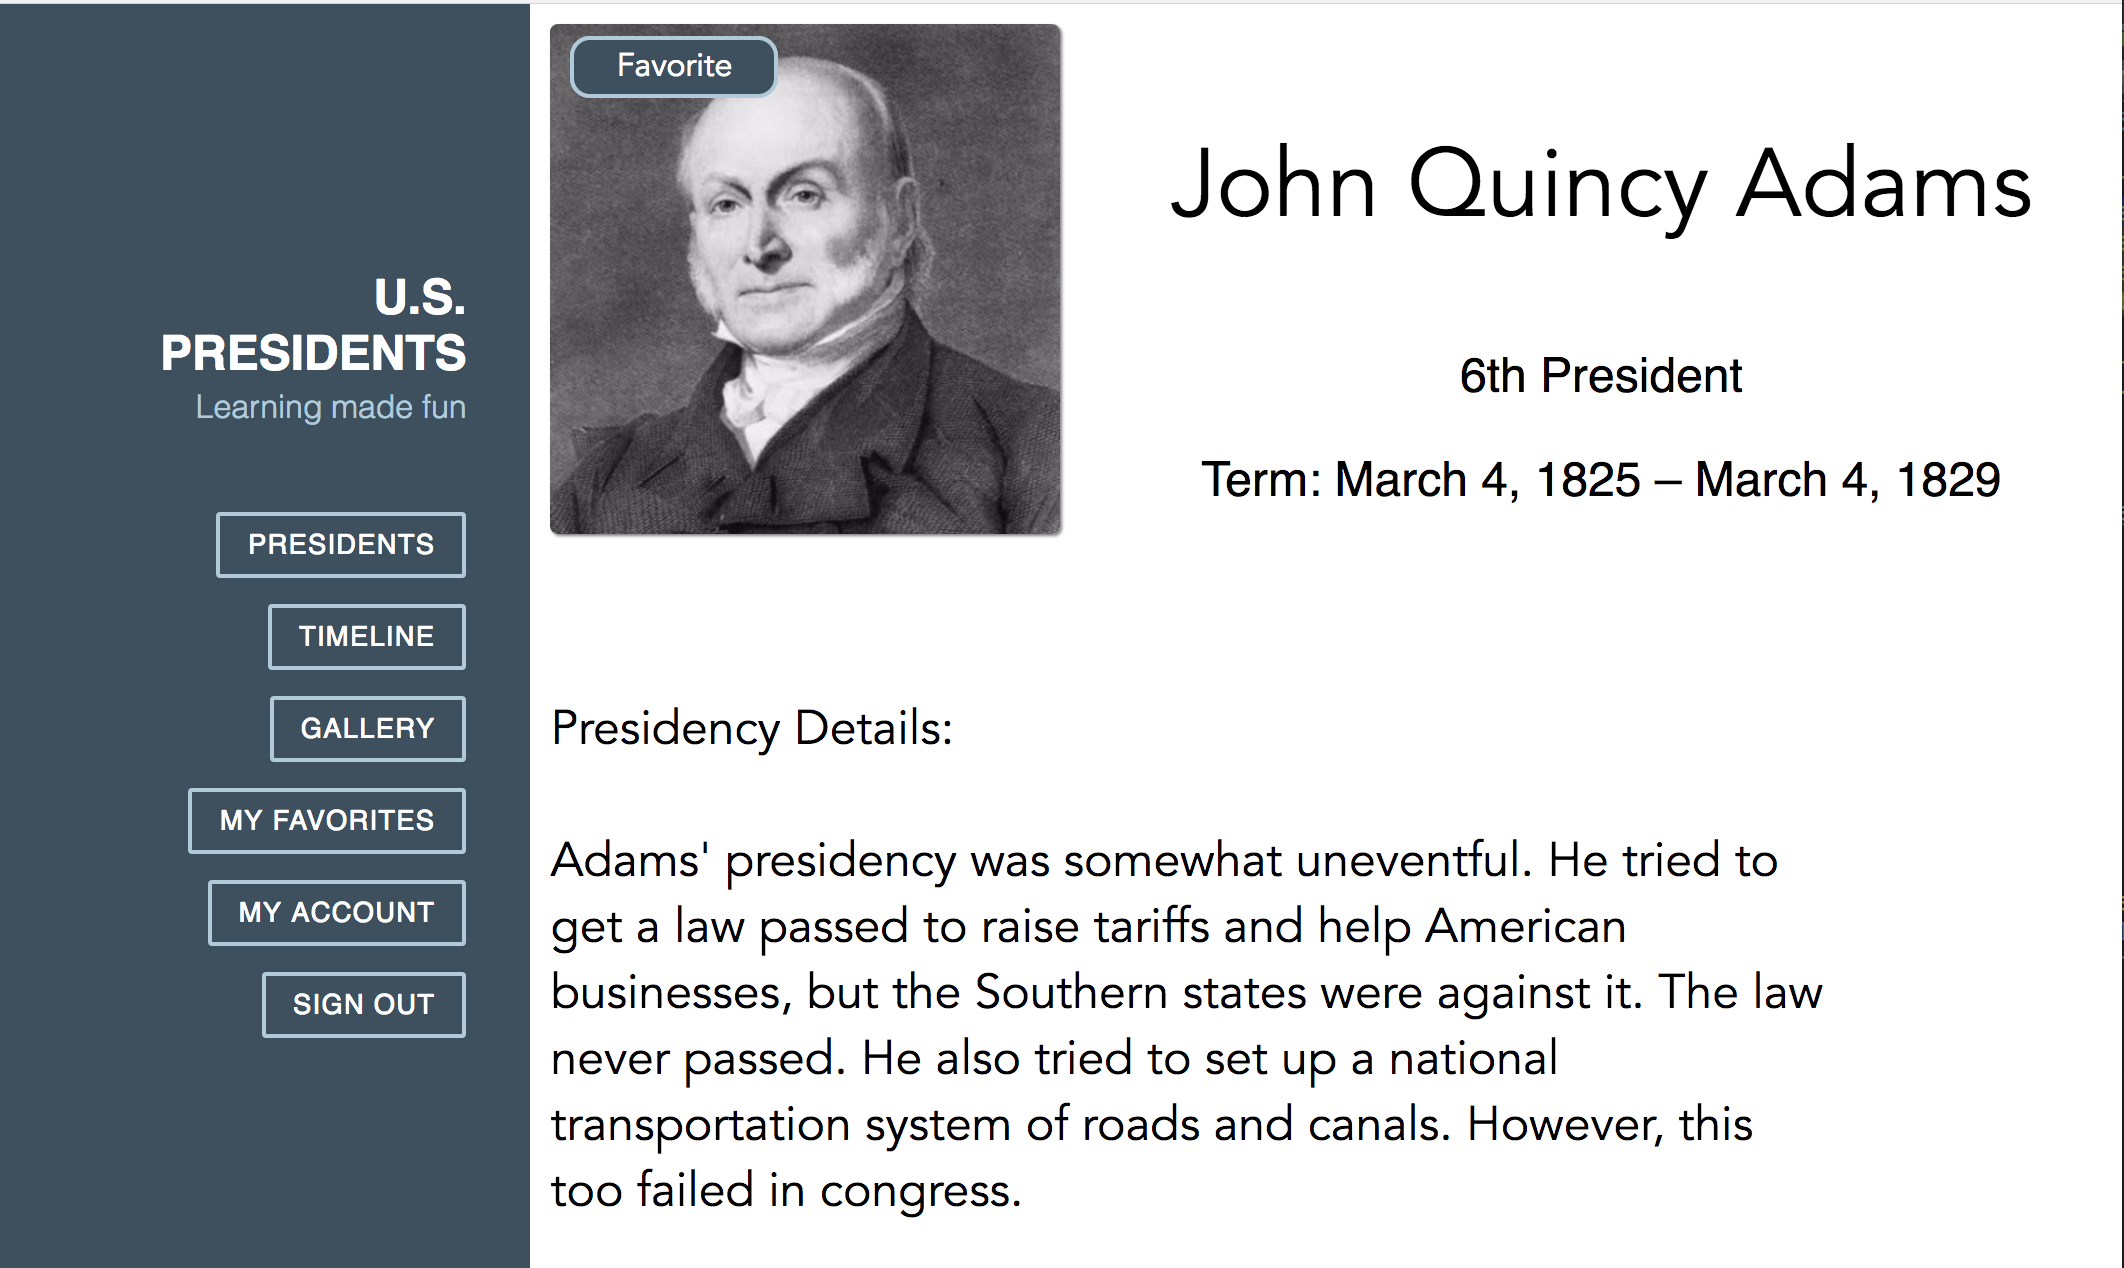 U.S.
PRESIDENTS
Learning made fun
PRESIDENTS
TIMELINE
GALLERY
MY FAVORITES
MY ACCOUNT
SIGN OUT
Favorite
John Quincy Adams
6th President
Term: March 4, 1825 – March 4, 1829
Presidency Details:
Adams' presidency was somewhat uneventful. He tried to
get a law passed to raise tariffs and help American
businesses, but the Southern states were against it. The law
never passed. He also tried to set up a national
transportation system of roads and canals. However, this
too failed in congress.